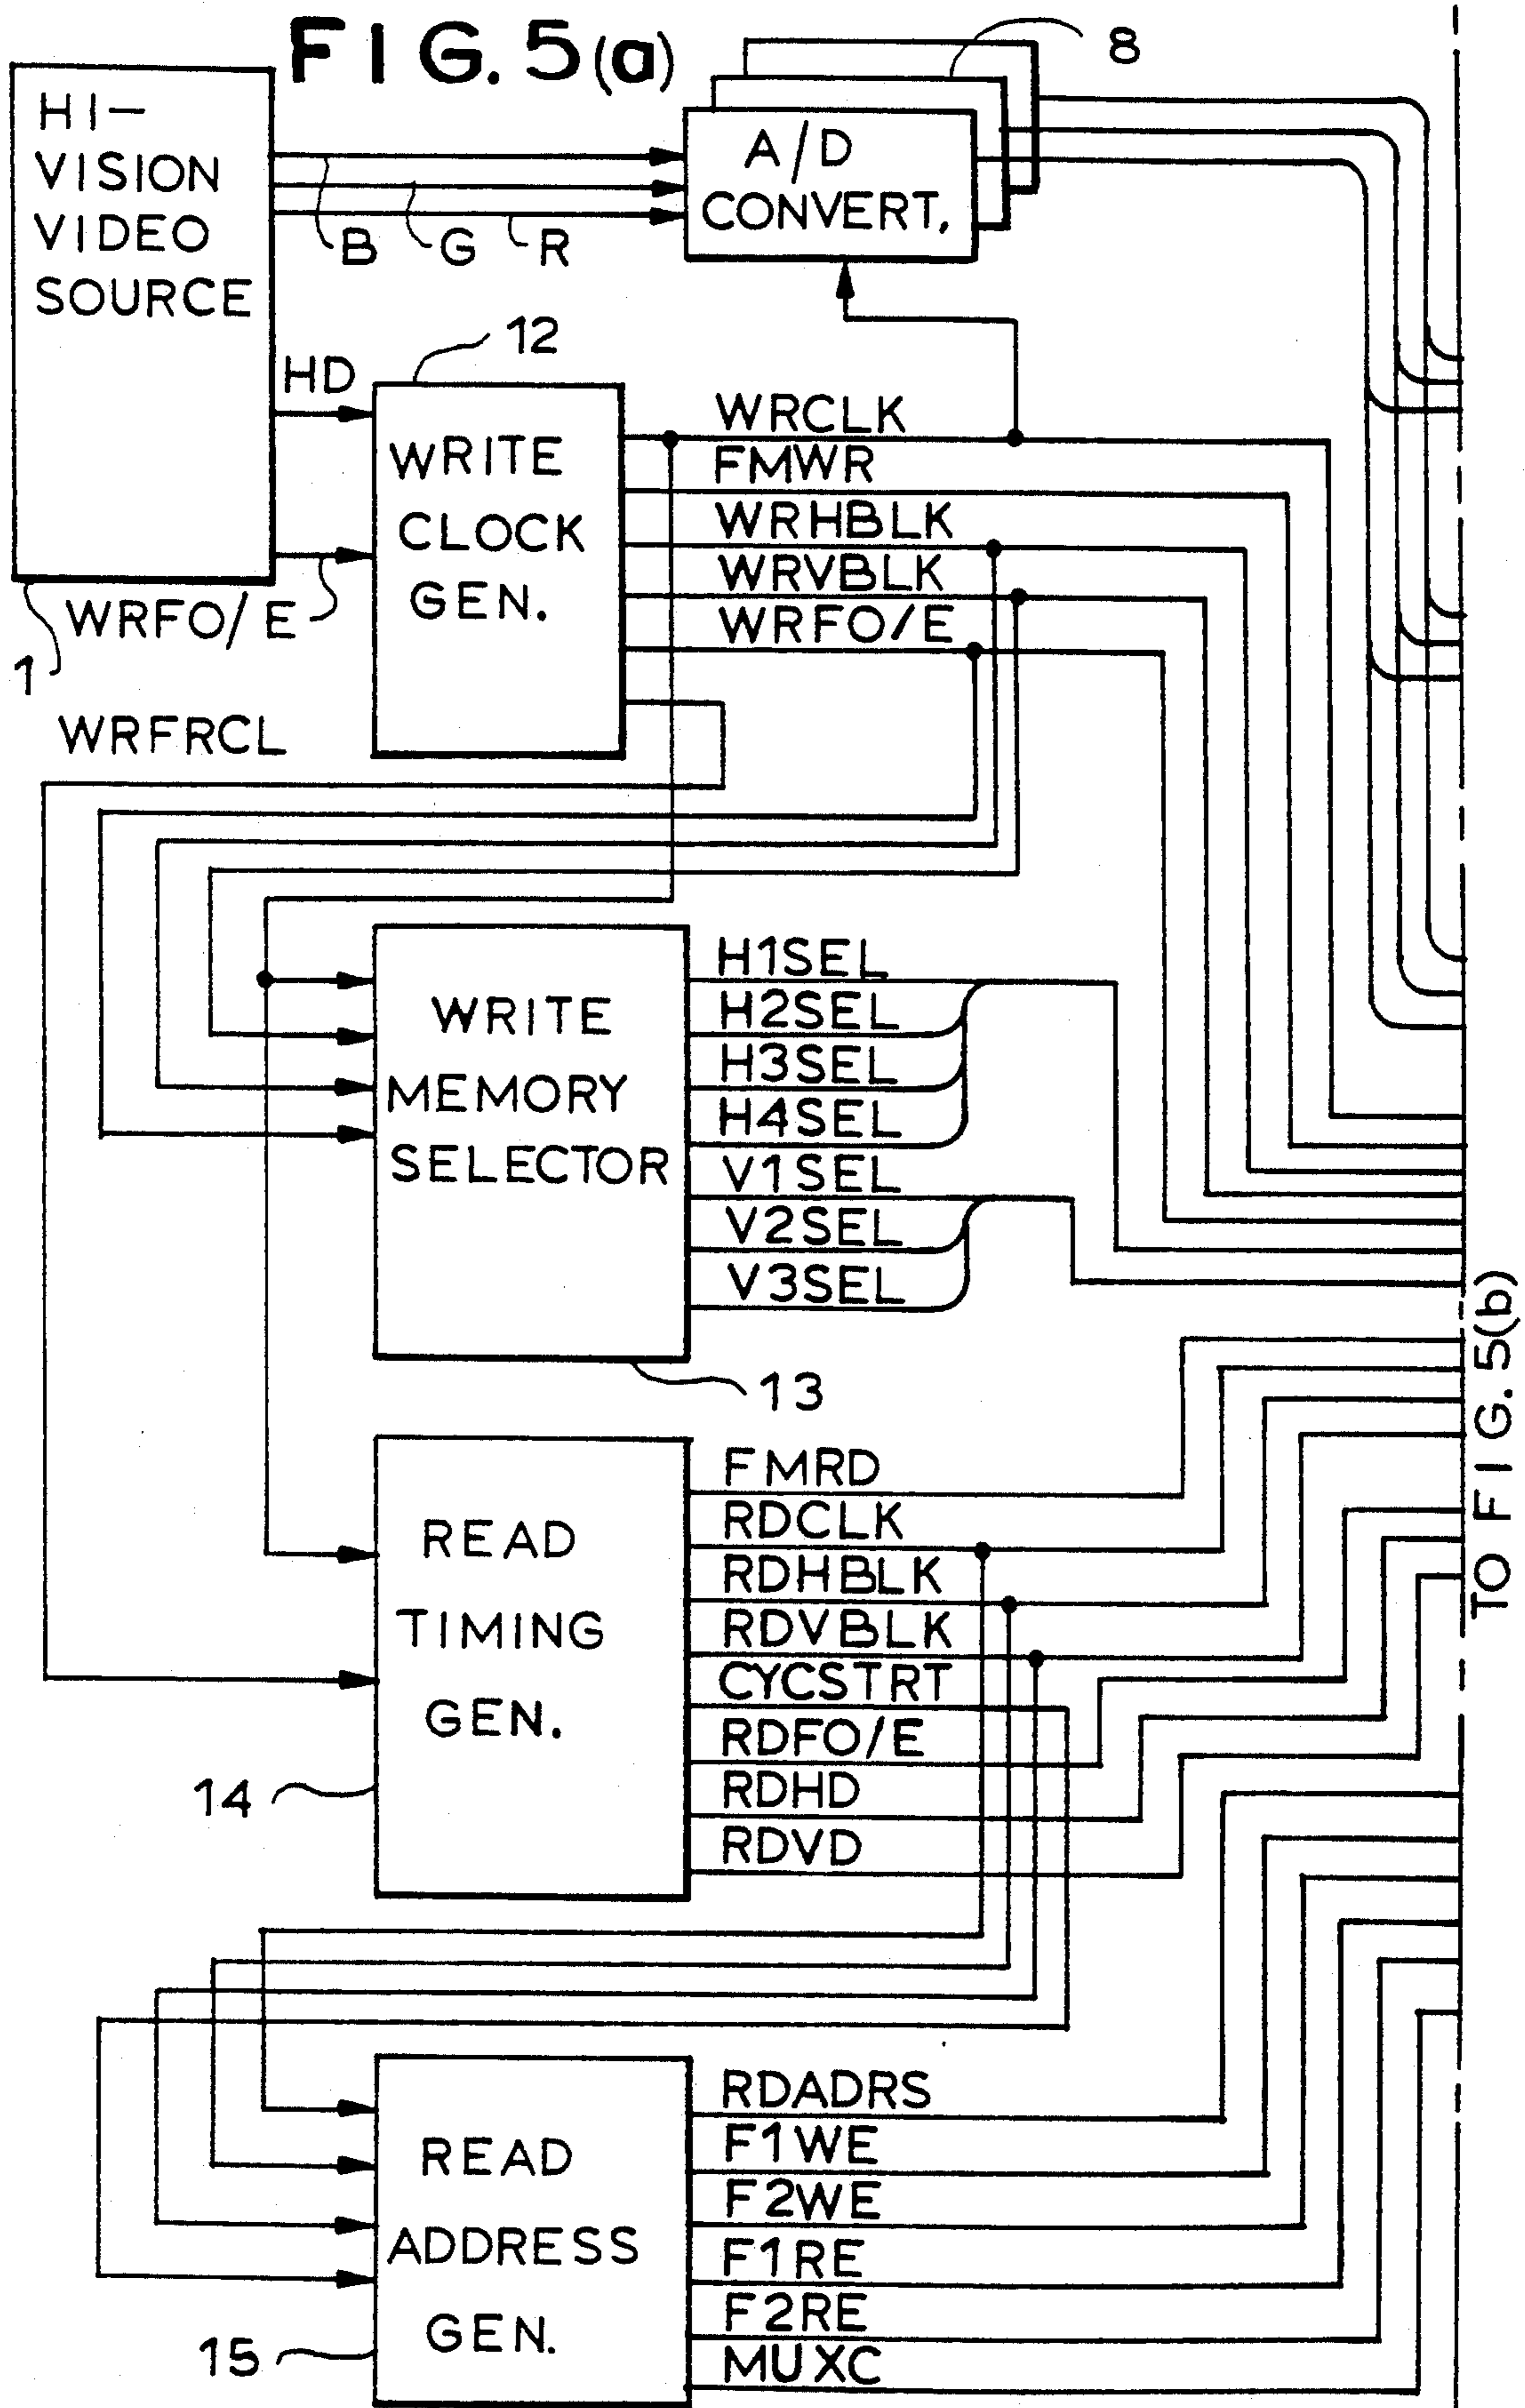 FIG. 5(a)
8
HI-
VISION
VIDEO
SOURCE
A/D
CONVERT,
B
G
R
12
HD
WRITE
CLOCK
GEN.
WRCLK
FMWR
WRHBLK
WRVBLK
WRFO/E
WRFO/E
1
WRFRCL
WRITE
MEMORY
SELECTOR
H1SEL
H2SEL
H3SEL
H4SEL
V1SEL
V2SEL
V3SEL
13
TO FIG. 5(b)
READ
TIMING
GEN.
14
FMRD
RDCLK
RDHBLK
RDVBLK
CYCSTRT
RDFO/E
RDHD
RDVD
READ
ADDRESS
GEN.
15
RDADRS
F1WE
F2WE
F1RE
F2RE
MUXC